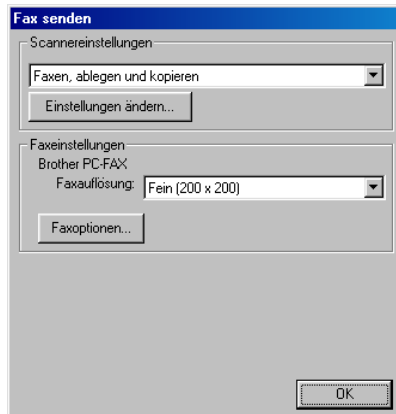 Fax senden
Scannereinstellungen
Faxen, ablegen und kopieren
Einstellungen ändern...
Faxeinstellungen
Brother PC-FAX
Faxauflösung: Fein (200 x 200)
Faxoptionen...
OK